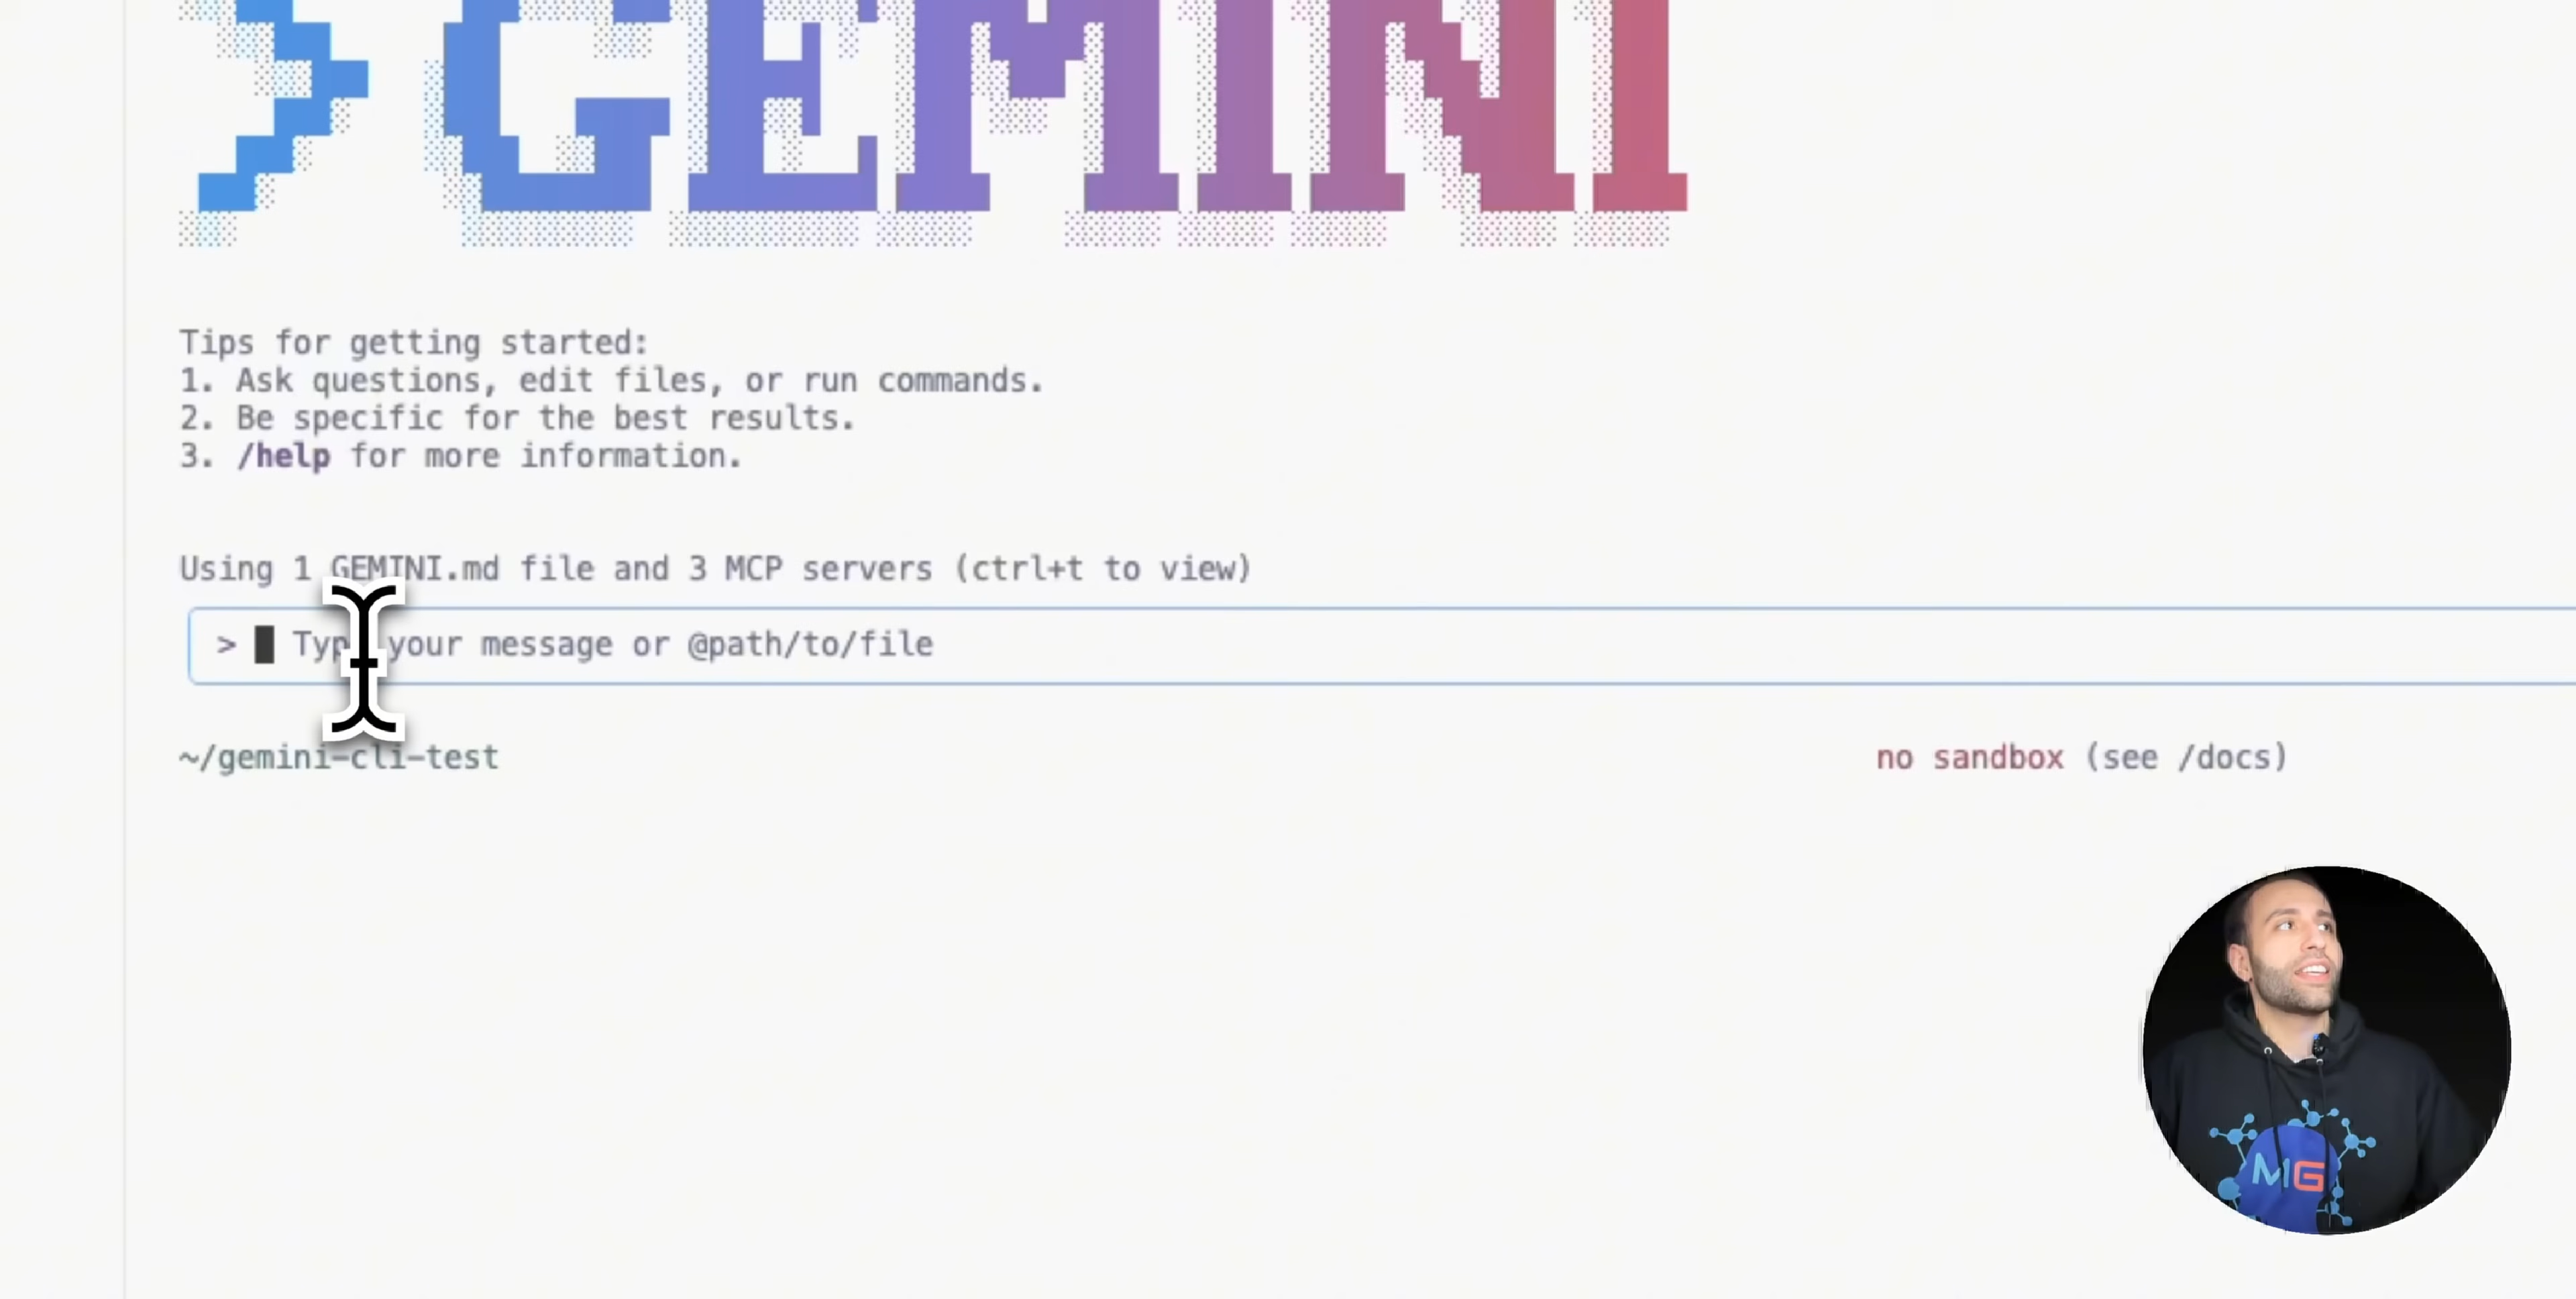 GEMINI
Tips for getting started:
1. Ask questions, edit files, or run commands.
2. Be specific for the best results.
3. /help for more information.
Using 1 GEMINI.md file and 3 MCP servers (ctrl+t to view)
> Type your message or @path/to/file
~/gemini-cli-test
no sandbox (see /docs)
MG